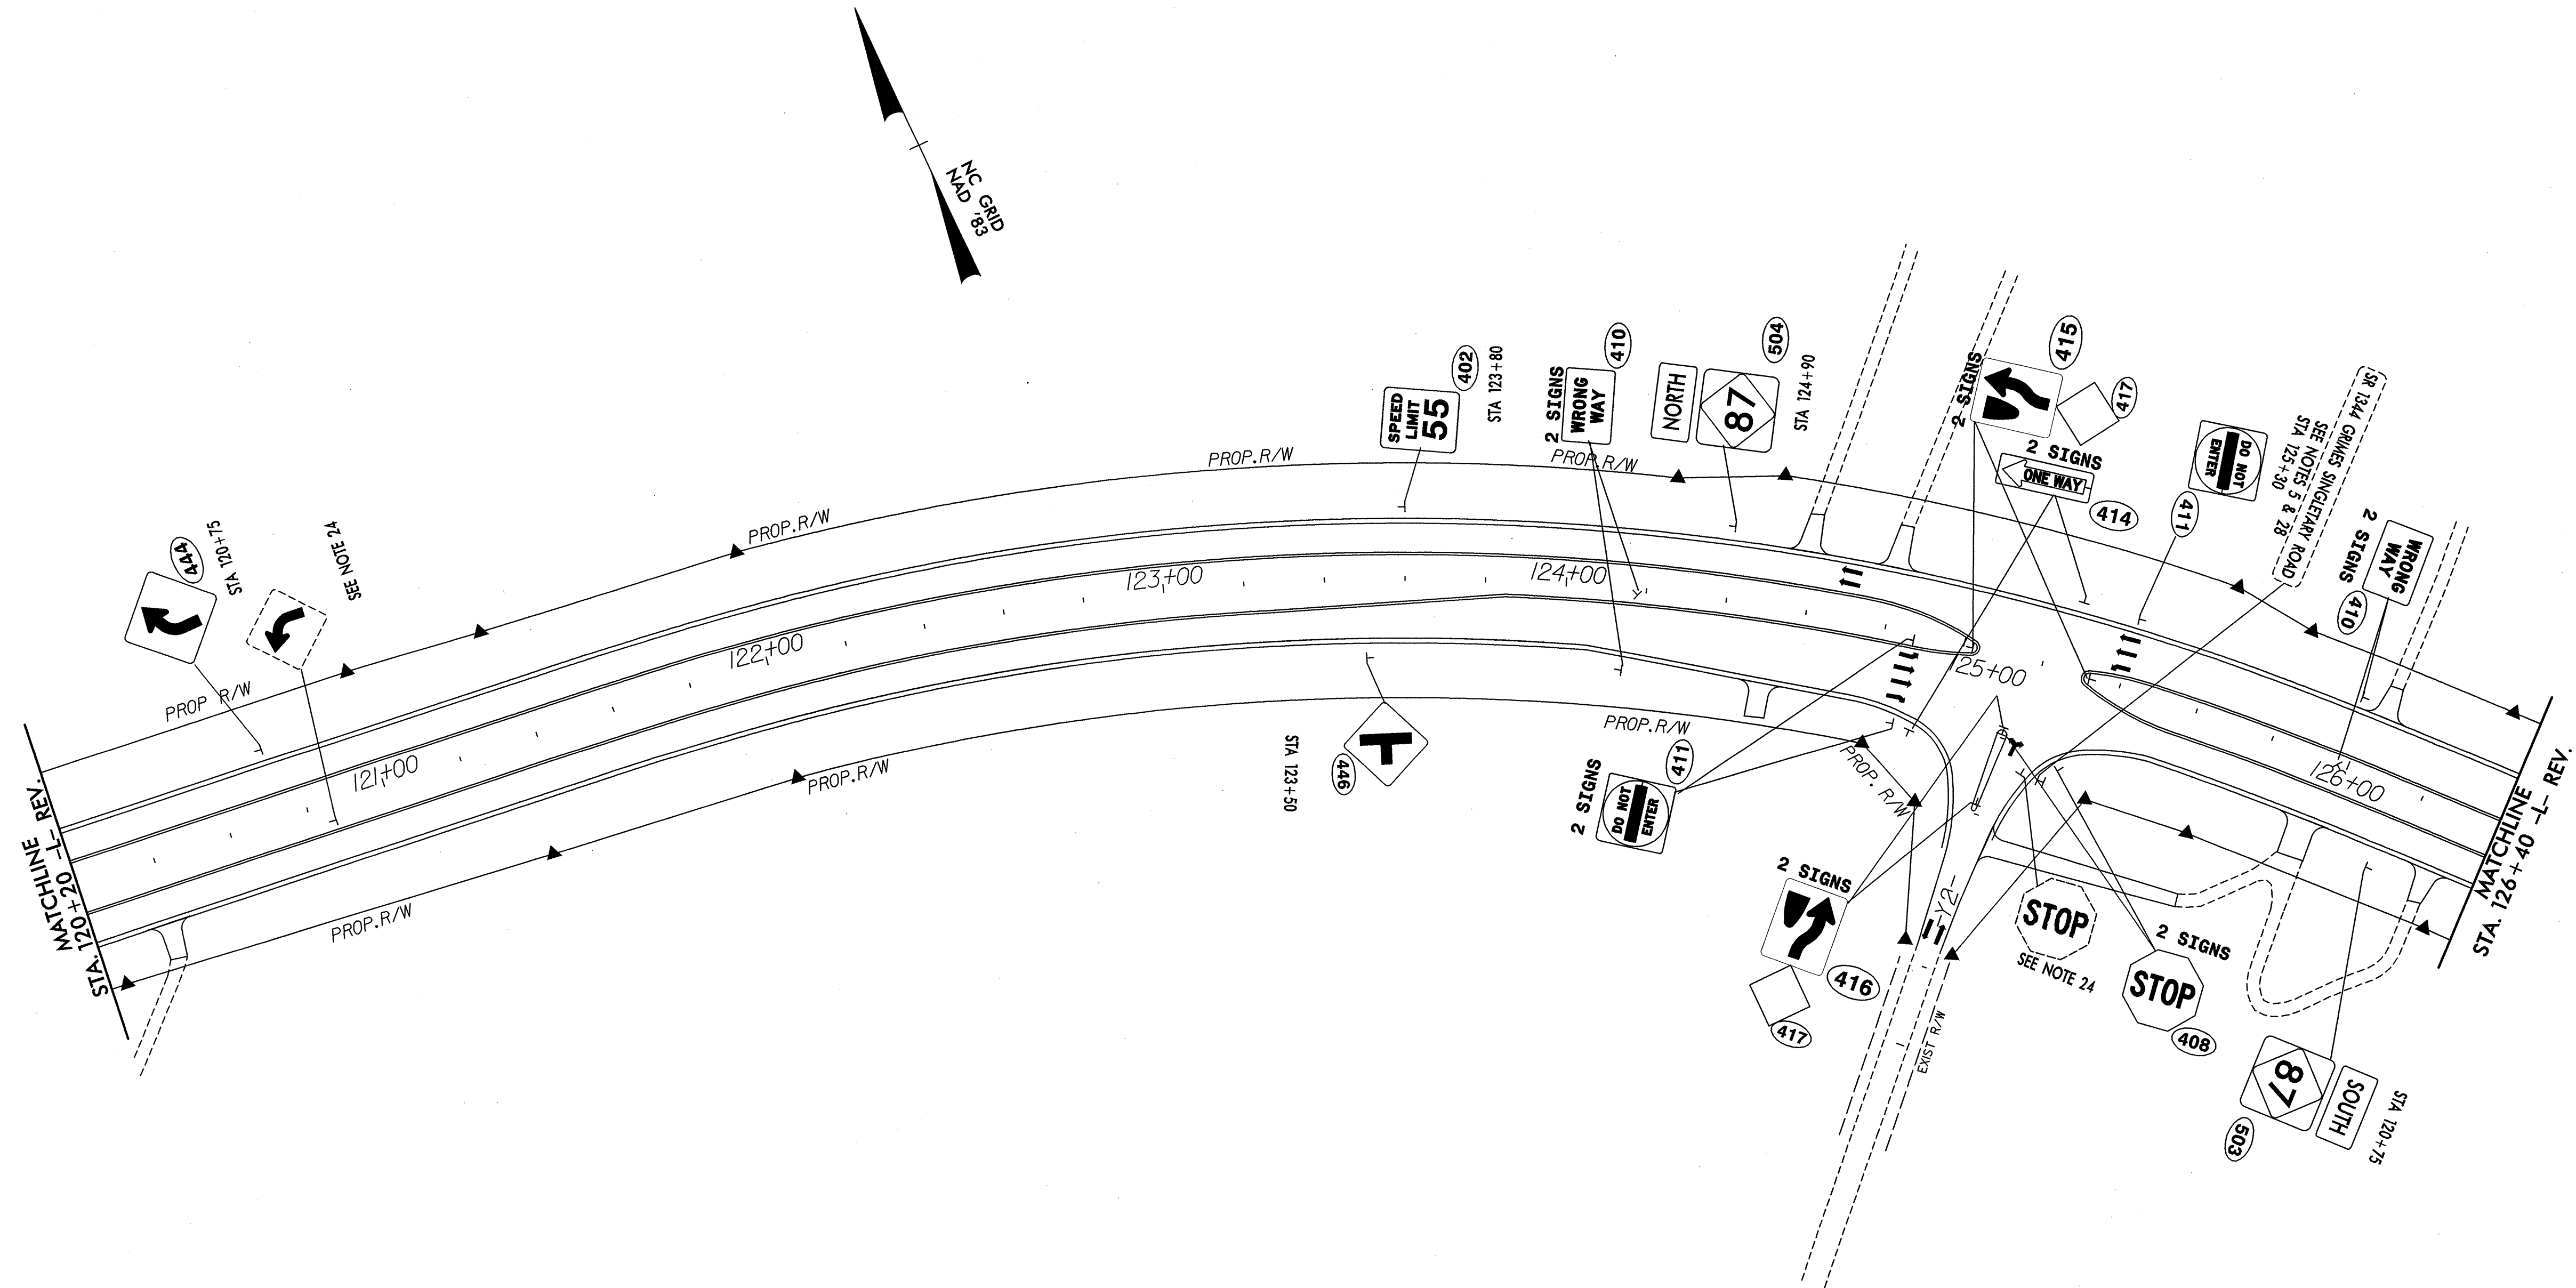 NC GRID
NAD '83
444
STA 120+75
SEE NOTE 24
PROP R/W
PROP.R/W
PROP.R/W
PROP.R/W
SPEED
LIMIT
55
402
STA 123+80
2 SIGNS
WRONG
WAY
410
NORTH
87
504
STA 124+90
2 SIGNS
415
417
2 SIGNS
ONE WAY
414
DO NOT
ENTER
411
SR 1344 GRIMES SINGLETARY ROAD
SEE NOTES 5 & 28
STA 125+30
2 SIGNS
WRONG
WAY
410
121+00
122+00
123+00
124+00
125+00
126+00
MATCHLINE
STA. 120+20 -L- REV.
MATCHLINE
STA. 126+40 -L- REV.
PROP.R/W
PROP.R/W
STA 123+50
446
PROP.R/W
PROP. R/W
2 SIGNS
DO NOT
ENTER
411
2 SIGNS
416
417
-Y2-
EXIST R/W
STOP
SEE NOTE 24
2 SIGNS
STOP
408
87
SOUTH
503
STA 120+75